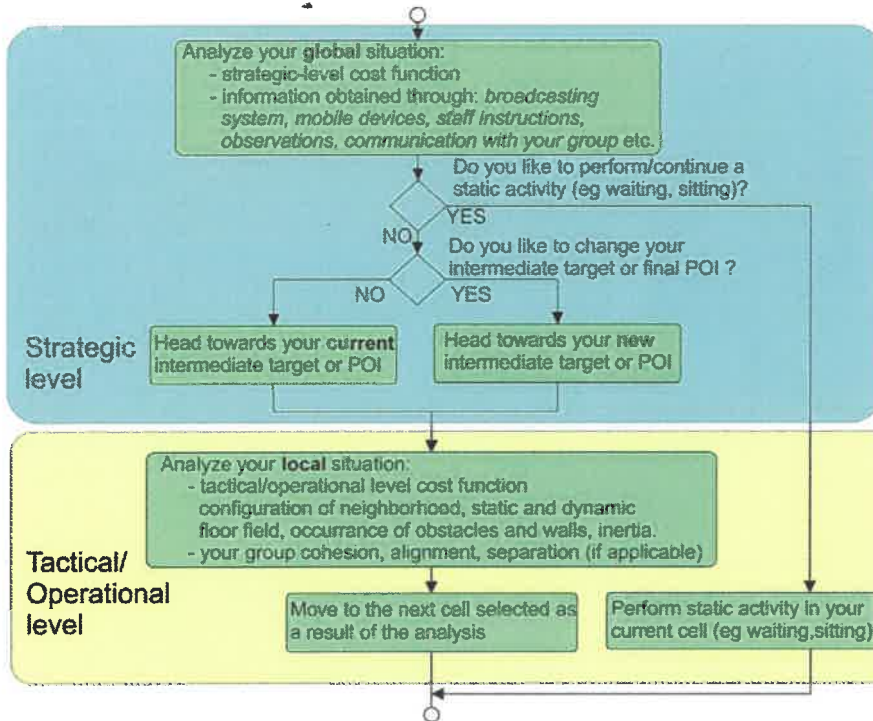 Analyze your global situation:
- strategic-level cost function
- information obtained through: broadcasting
system, mobile devices, staff instructions,
observations, communication with your group etc.
Do you like to perform/continue a
static activity (eg waiting, sitting)?
YES
NO
Do you like to change your
intermediate target or final POI ?
NO
YES
Strategic
level
Head towards your current
intermediate target or POI
Head towards your new
intermediate target or POI
Analyze your local situation:
- tactical/operational level cost function
configuration of neighborhood, static and dynamic
floor field, occurrance of obstacles and walls, inertia.
- your group cohesion, alignment, separation (if applicable)
Tactical/
Operational
level
Move to the next cell selected as
a result of the analysis
Perform static activity in your
current cell (eg waiting,sitting)